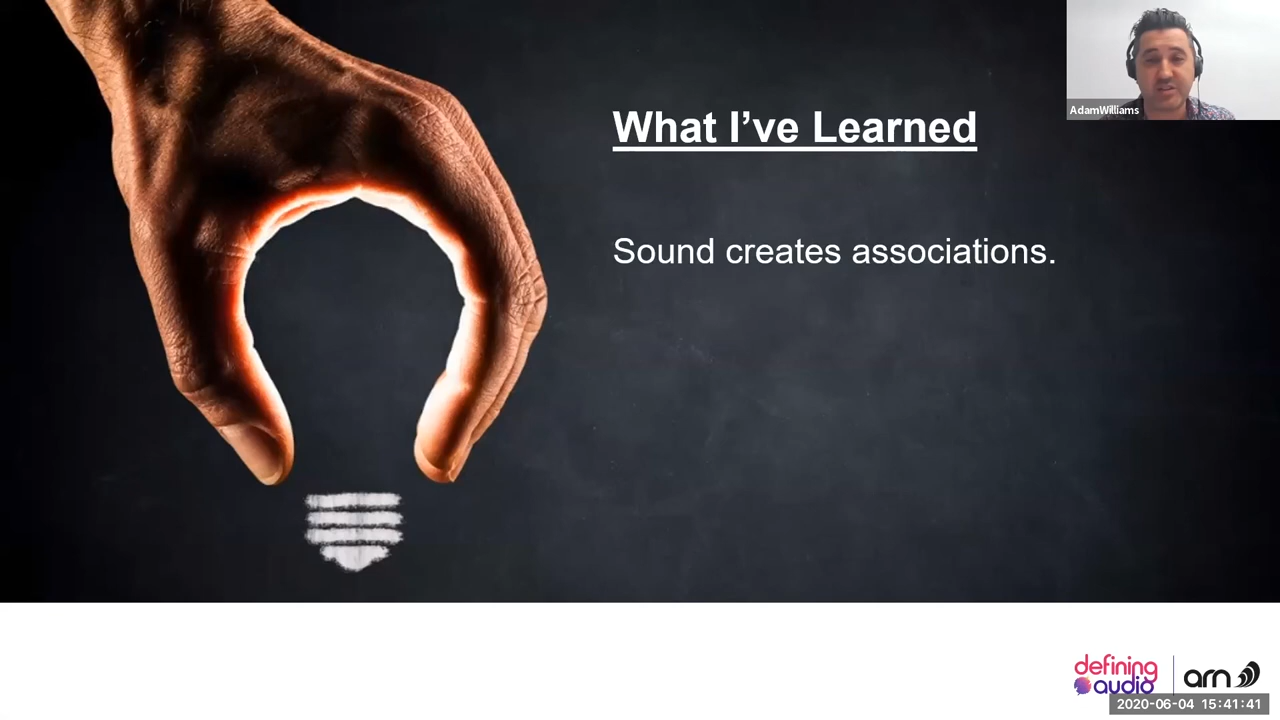 What I’ve Learned
AdamWilliams
Sound creates associations.
defining
audio
arn
2020-06-04 15:41:41